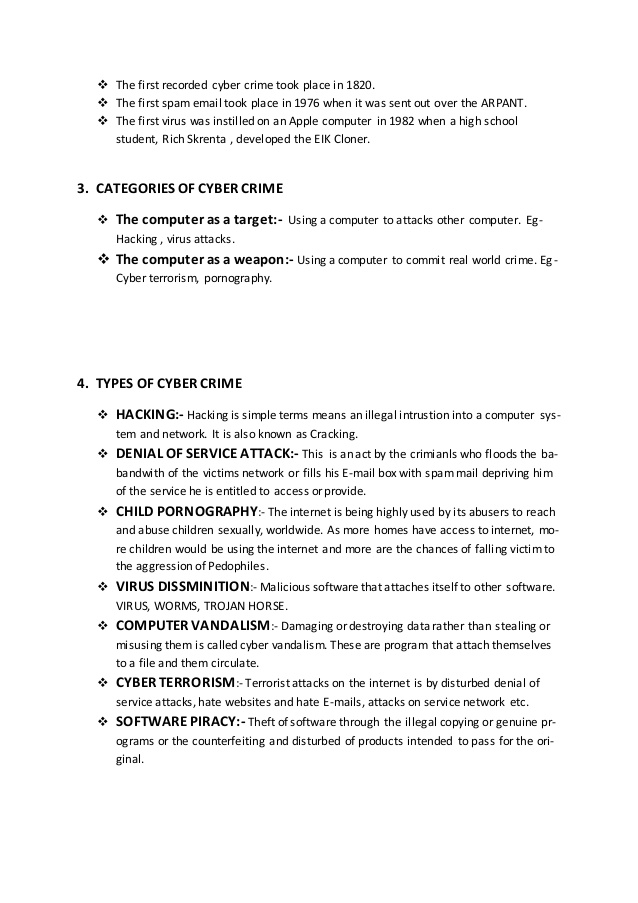 ❖ The first recorded cyber crime took place in 1820.
❖ The first spam email took place in 1976 when it was sent out over the ARPANT.
❖ The first virus was instilled on an Apple computer in 1982 when a high school
student, Rich Skrenta , developed the EIK Cloner.
3. CATEGORIES OF CYBER CRIME
❖ The computer as a target:- Using a computer to attacks other computer. Eg-
Hacking , virus attacks.
❖ The computer as a weapon:- Using a computer to commit real world crime. Eg-
Cyber terrorism, pornography.
4. TYPES OF CYBER CRIME
❖ HACKING:- Hacking is simple terms means an illegal intrustion into a computer sys-
tem and network. It is also known as Cracking.
❖ DENIAL OF SERVICE ATTACK:- This is an act by the crimianls who floods the ba-
bandwith of the victims network or fills his E-mail box with spam mail depriving him
of the service he is entitled to access or provide.
❖ CHILD PORNOGRAPHY:- The internet is being highly used by its abusers to reach
and abuse children sexually, worldwide. As more homes have access to internet, mo-
re children would be using the internet and more are the chances of falling victim to
the aggression of Pedophiles.
❖ VIRUS DISSMINITION:- Malicious software that attaches itself to other software.
VIRUS, WORMS, TROJAN HORSE.
❖ COMPUTER VANDALISM:- Damaging or destroying data rather than stealing or
misusing them is called cyber vandalism. These are program that attach themselves
to a file and them circulate.
❖ CYBER TERRORISM:- Terrorist attacks on the internet is by disturbed denial of
service attacks, hate websites and hate E-mails, attacks on service network etc.
❖ SOFTWARE PIRACY:- Theft of software through the illegal copying or genuine pr-
ograms or the counterfeiting and disturbed of products intended to pass for the ori-
ginal.